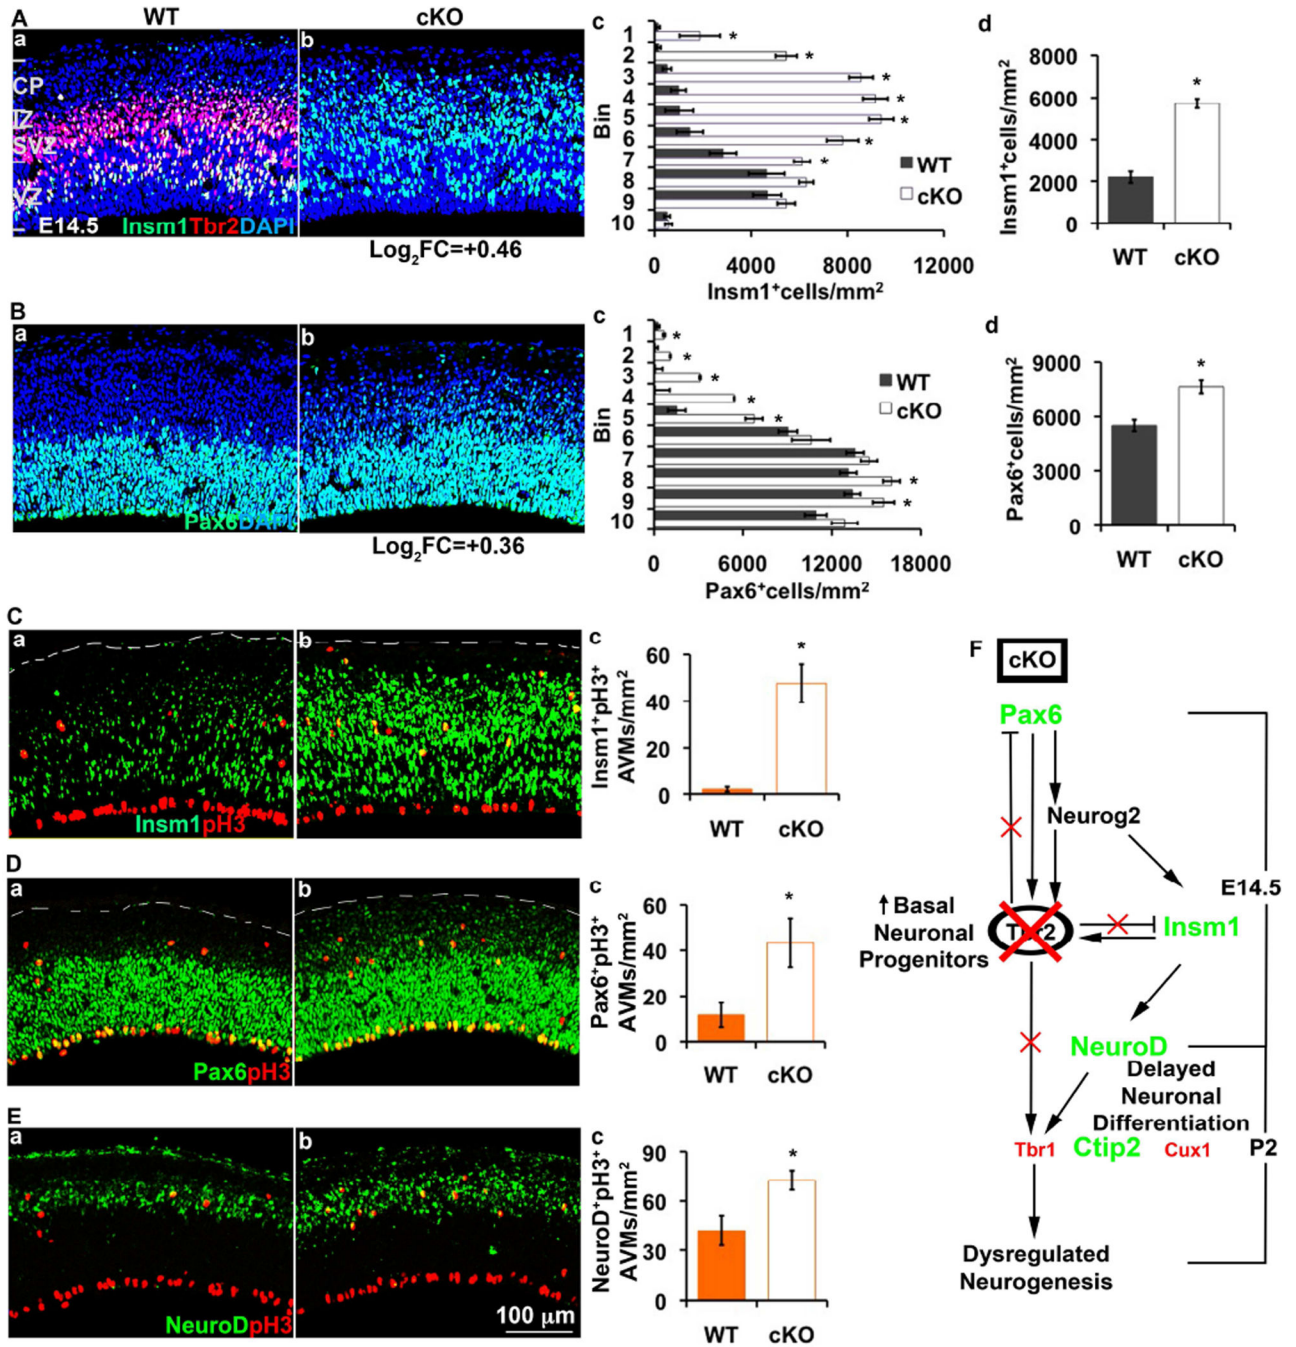 A
WT
cKO
a
b
CP
IZ
SVZ
VZ
E14.5
Insm1Tbr2DAPI
Log2FC=+0.46
c
Bin
1
2
3
4
5
6
7
8
9
10
* * * * * * *
WT
cKO
0 4000 8000 12000
Insm1+cells/mm2
d
Insm1+cells/mm2
8000
6000
4000
2000
0
*
WT cKO
B
a
b
Pax6DAPI
Log2FC=+0.36
c
Bin
1
2
3
4
5
6
7
8
9
10
* * * * * * *
WT
cKO
0 6000 12000 18000
Pax6+cells/mm2
d
Pax6+cells/mm2
9000
6000
3000
0
*
WT cKO
C
a
b
Insm1pH3
c
Insm1+pH3+
AVMs/mm2
60
40
20
0
*
WT cKO
D
a
b
Pax6pH3
c
Pax6+pH3+
AVMs/mm2
60
40
20
0
*
WT cKO
E
a
b
NeuroDpH3
100 μm
c
NeuroD+pH3+
AVMs/mm2
90
60
30
0
*
WT cKO
F
cKO
Pax6
Neurog2
E14.5
↑Basal
Neuronal
Progenitors
Tbr2
Insm1
NeuroD
Delayed
Neuronal
Differentiation
Tbr1 Ctip2 Cux1 P2
Dysregulated
Neurogenesis